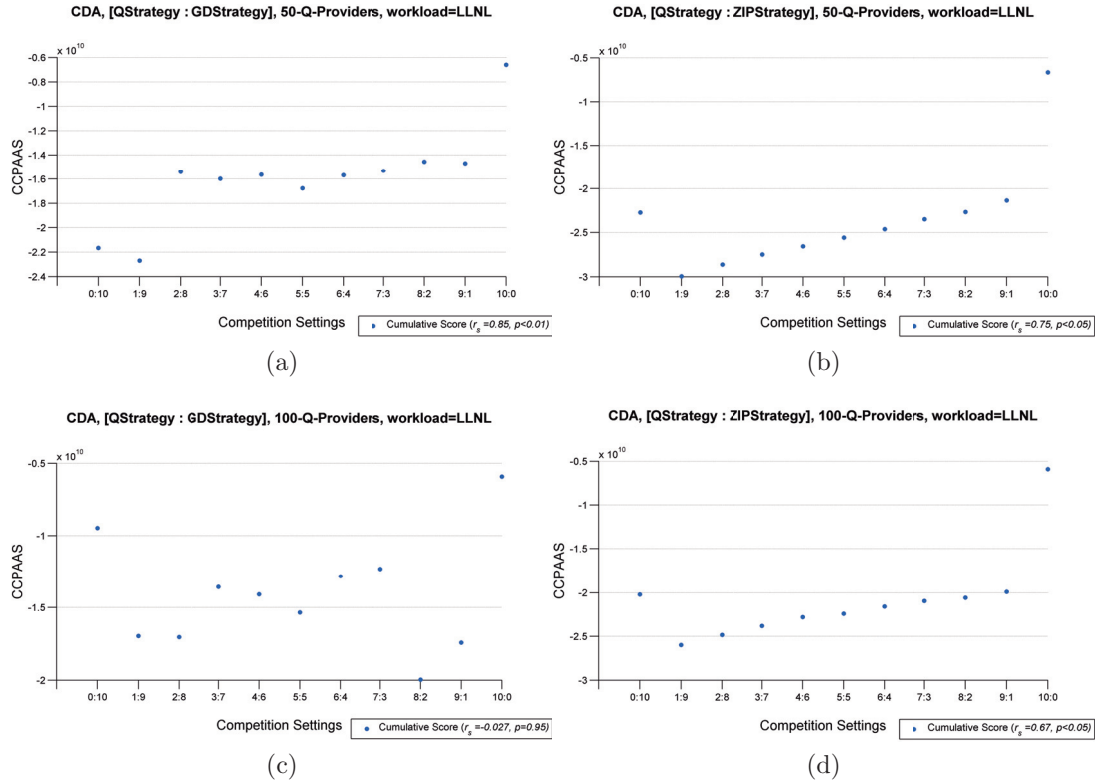 CDA, [QStrategy : GDStrategy], 50-Q-Providers, workload=LLNL
x 10^10
-0.6
-0.8
-1
-1.2
-1.4
-1.6
-1.8
-2
-2.2
-2.4
CCPAAS
0:10 1:9 2:8 3:7 4:6 5:5 6:4 7:3 8:2 9:1 10:0
Competition Settings
Cumulative Score (r_s =0.85, p<0.01)
(a)
CDA, [QStrategy : ZIPStrategy], 50-Q-Providers, workload=LLNL
x 10^10
-0.5
-1
-1.5
-2
-2.5
-3
CCPAAS
0:10 1:9 2:8 3:7 4:6 5:5 6:4 7:3 8:2 9:1 10:0
Competition Settings
Cumulative Score (r_s =0.75, p<0.05)
(b)
CDA, [QStrategy : GDStrategy], 100-Q-Providers, workload=LLNL
x 10^10
-0.5
-1
-1.5
-2
CCPAAS
0:10 1:9 2:8 3:7 4:6 5:5 6:4 7:3 8:2 9:1 10:0
Competition Settings
Cumulative Score (r_s =-0.027, p=0.95)
(c)
CDA, [QStrategy : ZIPStrategy], 100-Q-Providers, workload=LLNL
x 10^10
-0.5
-1
-1.5
-2
-2.5
-3
CCPAAS
0:10 1:9 2:8 3:7 4:6 5:5 6:4 7:3 8:2 9:1 10:0
Competition Settings
Cumulative Score (r_s =0.67, p<0.05)
(d)